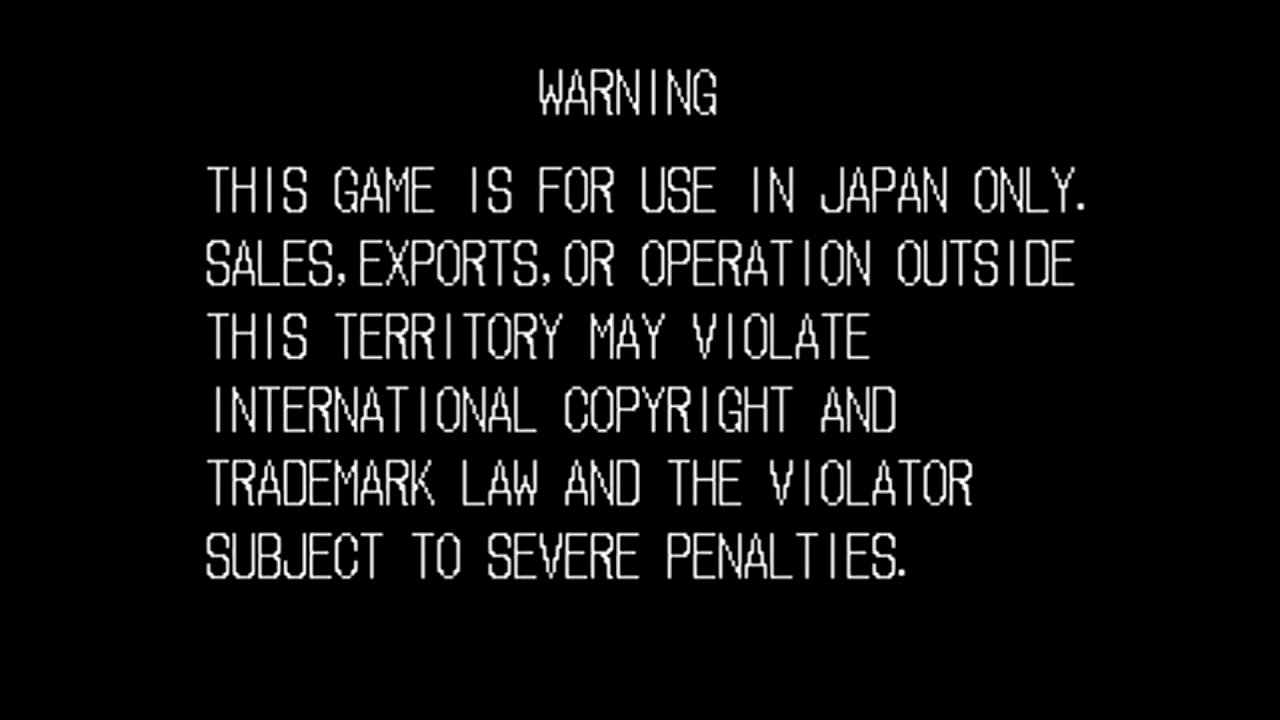 WARNING
THIS GAME IS FOR USE IN JAPAN ONLY.
SALES,EXPORTS,OR OPERATION OUTSIDE
THIS TERRITORY MAY VIOLATE
INTERNATIONAL COPYRIGHT AND
TRADEMARK LAW AND THE VIOLATOR
SUBJECT TO SEVERE PENALTIES.